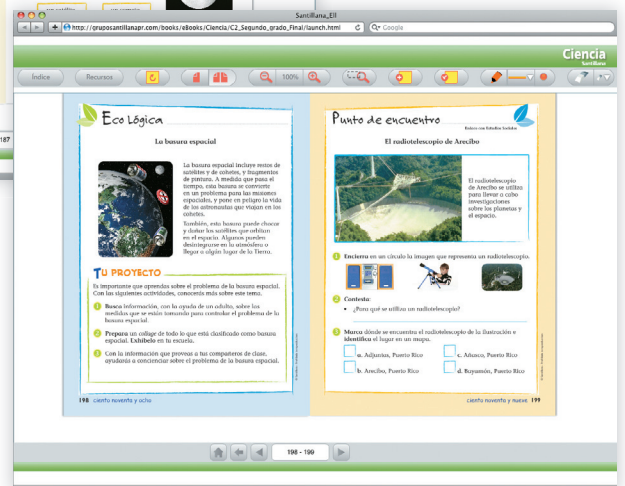 Santillana_EII
http://gruposantillanapr.com/books/eBooks/Ciencia/C2_Segundo_grado_Final/launch.html
Google
Ciencia
Santillana
Índice
Recursos
100%
187
Eco Lógica
La basura espacial
La basura espacial incluye restos de
satélites y de cohetes, y fragmentos
de pintura. A medida que pasa el
tiempo, esta basura se convierte
en un problema para las misiones
espaciales, y pone en peligro la vida
de los astronautas que viajan en los
cohetes.
También, esta basura puede chocar
y dañar los satélites que orbitan
en el espacio. Algunos pueden
desintegrarse en la atmósfera o
llegar a algún lugar de la Tierra.
TU PROYECTO
Es importante que aprendas sobre el problema de la basura espacial.
Con las siguientes actividades, conocerás más sobre este tema.
1 Busca información, con la ayuda de un adulto, sobre las
medidas que se están tomando para controlar el problema de la
basura espacial.
2 Prepara un collage de todo lo que está clasificado como basura
espacial. Exhíbelo en tu escuela.
3 Con la información que proveas a tus compañeros de clase,
ayudarás a concienciar sobre el problema de la basura espacial.
198 ciento noventa y ocho
Punto de encuentro
Enlace con Estudios Sociales
El radiotelescopio de Arecibo
El radiotelescopio
de Arecibo se utiliza
para llevar a cabo
investigaciones
sobre los planetas y
el espacio.
1 Encierra en un círculo la imagen que representa un radiotelescopio.
2 Contesta:
• ¿Para qué se utiliza un radiotelescopio?
3 Marca dónde se encuentra el radiotelescopio de la ilustración e
identifica el lugar en un mapa.
a. Adjuntas, Puerto Rico
c. Añasco, Puerto Rico
b. Arecibo, Puerto Rico
d. Bayamón, Puerto Rico
ciento noventa y nueve 199
198 - 199